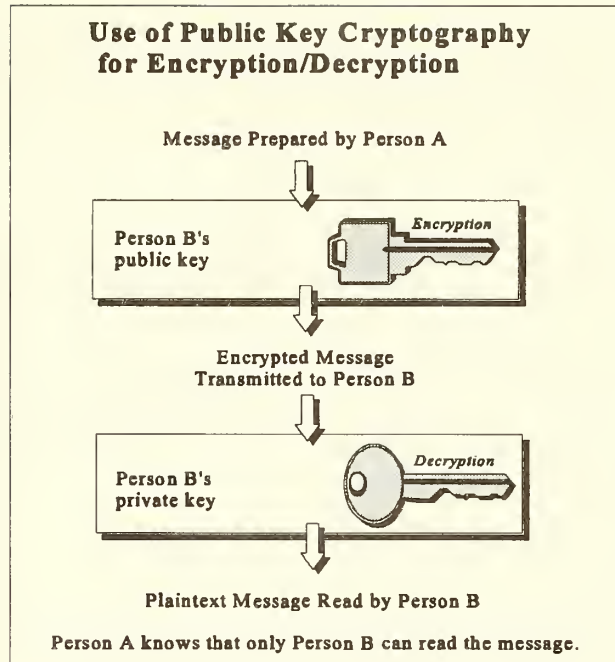 Use of Public Key Cryptography
for Encryption/Decryption
Message Prepared by Person A
Person B's
public key
Encryption
Encrypted Message
Transmitted to Person B
Person B's
private key
Decryption
Plaintext Message Read by Person B
Person A knows that only Person B can read the message.